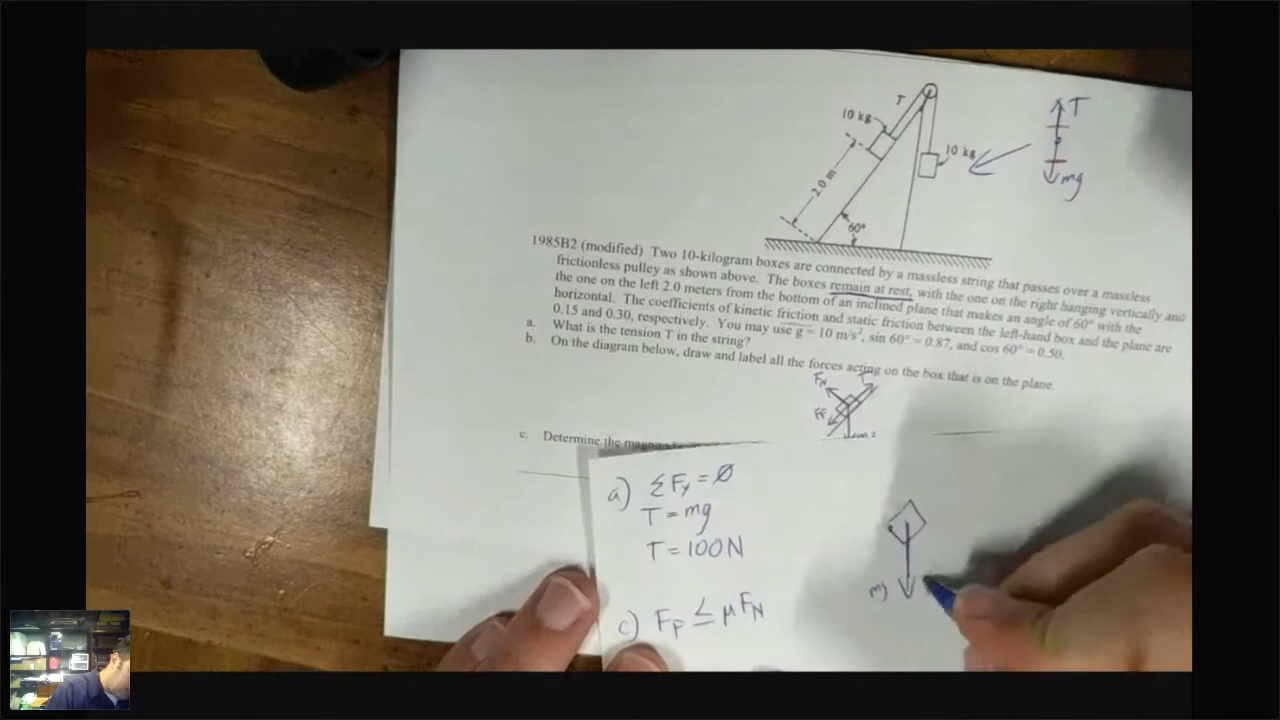 T
10 kg
10 kg
2.0 m
60°
T
mg
1985B2 (modified) Two 10-kilogram boxes are connected by a massless string that passes over a massless
frictionless pulley as shown above. The boxes remain at rest, with the one on the right hanging vertically and
the one on the left 2.0 meters from the bottom of an inclined plane that makes an angle of 60° with the
horizontal. The coefficients of kinetic friction and static friction between the left-hand box and the plane are
0.15 and 0.30, respectively. You may use g = 10 m/s², sin 60° = 0.87, and cos 60° = 0.50.
a. What is the tension T in the string?
b. On the diagram below, draw and label all the forces acting on the box that is on the plane.
FN
T
FF
c. Determine the
a) ΣFy = Ø
T = mg
T = 100N
mg
c) FF ≤ μFN